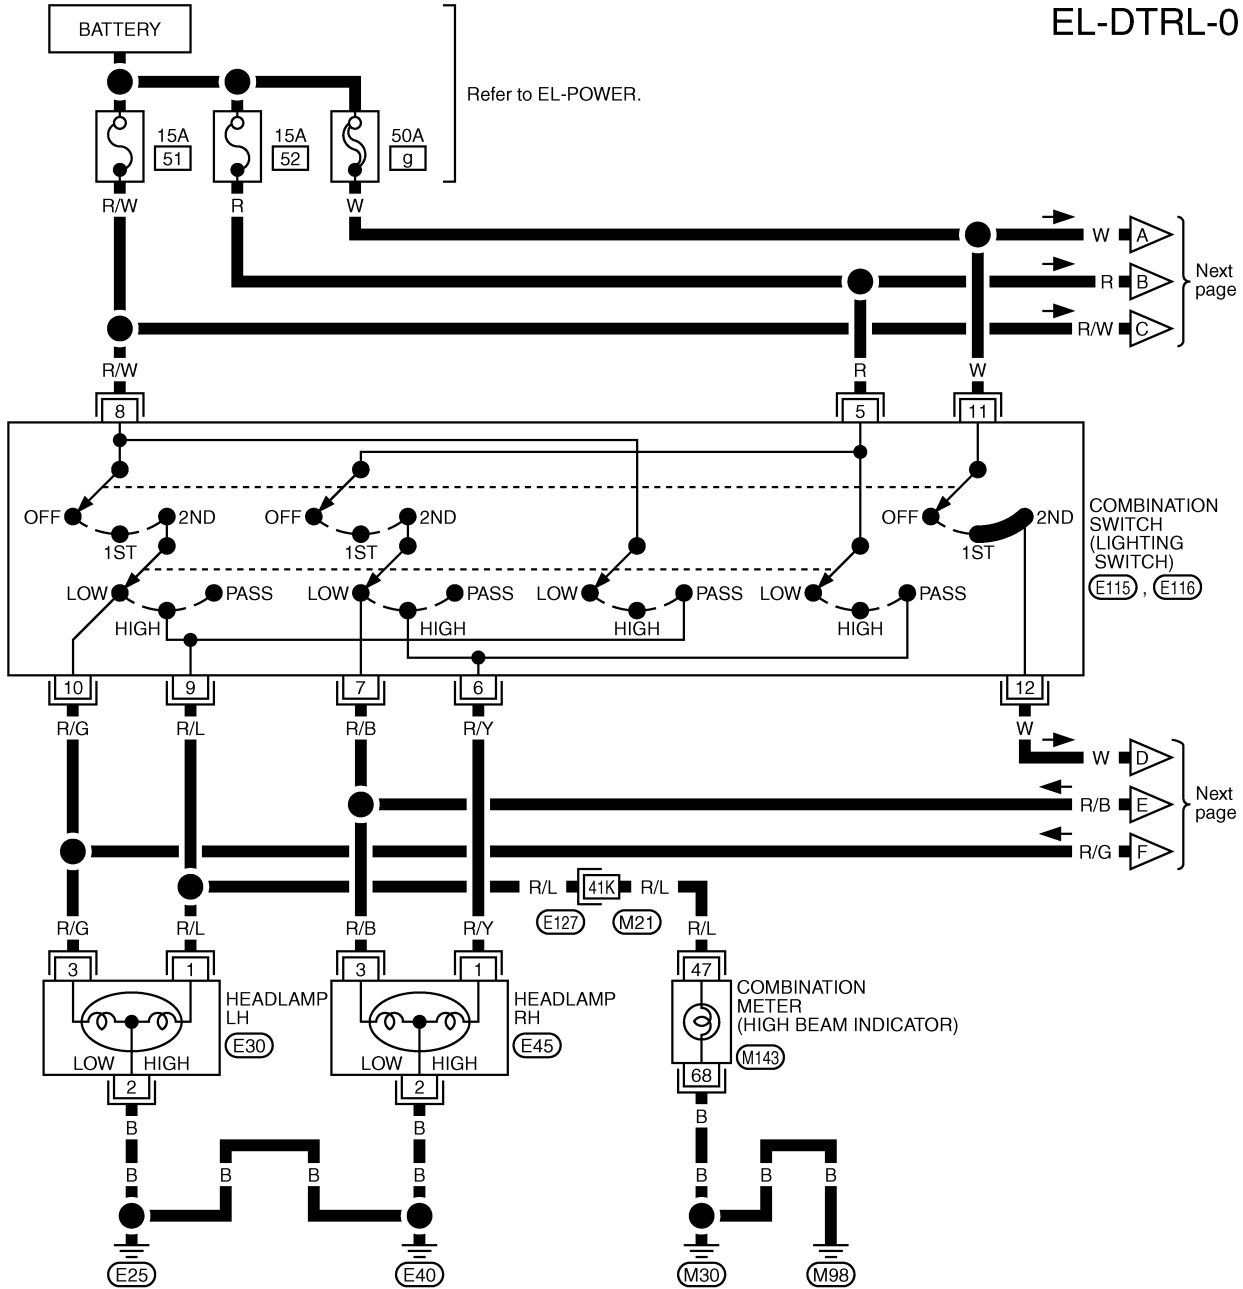 EL-DTRL-0
BATTERY
Refer to EL-POWER.
15A
51
15A
52
50A
g
R/W
R
W
W
A
R
B
R/W
C
Next
page
R/W
R
W
8
5
11
OFF
2ND
1ST
OFF
2ND
1ST
OFF
2ND
1ST
LOW
PASS
HIGH
LOW
PASS
HIGH
LOW
PASS
HIGH
LOW
PASS
HIGH
COMBINATION
SWITCH
(LIGHTING
SWITCH)
E115 , E116
10
9
7
6
12
R/G
R/L
R/B
R/Y
W
W
D
R/B
E
R/G
F
Next
page
R/L
41K
R/L
E127
M21
R/G
R/L
R/B
R/Y
R/L
3
1
3
1
47
HEADLAMP
LH
E30
LOW
HIGH
HEADLAMP
RH
E45
LOW
HIGH
COMBINATION
METER
(HIGH BEAM INDICATOR)
M143
2
2
68
B
B
B
B
B
B
B
B
B
B
E25
E40
M30
M98